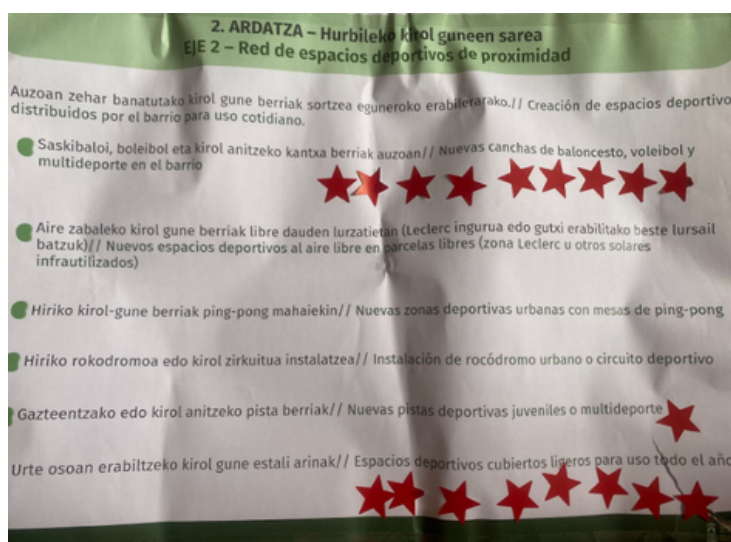 2. ARDATZA – Hurbileko kirol guneen sarea
EJE 2 – Red de espacios deportivos de proximidad
Auzoan zehar banatutako kirol gune berriak sortzea eguneroko erabilerarako.// Creación de espacios deportivo
distribuidos por el barrio para uso cotidiano.
Saskibaloi, boleibol eta kirol anitzeko kantxa berriak auzoan// Nuevas canchas de baloncesto, voleibol y
multideporte en el barrio
Aire zabaleko kirol gune berriak libre dauden lurzatietan (Leclerc ingurua edo gutxi erabilitako beste lursail
batzuk)// Nuevos espacios deportivos al aire libre en parcelas libres (zona Leclerc u otros solares
infrautilizados)
Hiriko kirol-gune berriak ping-pong mahaiekin// Nuevas zonas deportivas urbanas con mesas de ping-pong
Hiriko rokodromoa edo kirol zirkuitua instalatzea// Instalación de rocódromo urbano o circuito deportivo
Gazteentzako edo kirol anitzeko pista berriak// Nuevas pistas deportivas juveniles o multideporte
Urte osoan erabiltzeko kirol gune estali arinak// Espacios deportivos cubiertos ligeros para uso todo el año